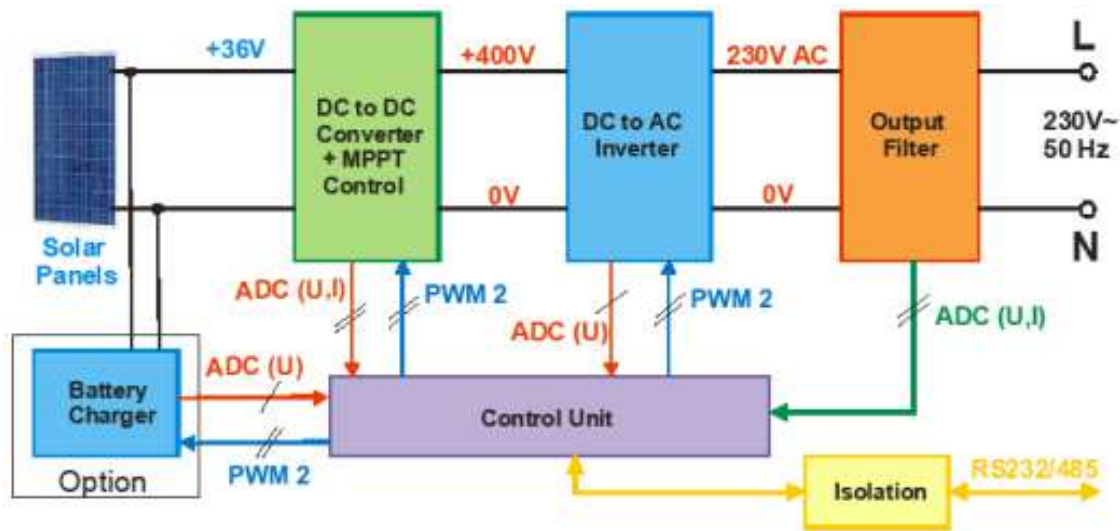 +36V
+400V
230V AC
L
DC to DC
Converter
+ MPPT
Control
DC to AC
Inverter
Output
Filter
230V~
50 Hz
0V
0V
N
Solar
Panels
ADC (U,I)
PWM 2
ADC (U)
PWM 2
ADC (U,I)
Battery
Charger
ADC (U)
Control Unit
PWM 2
Option
Isolation
RS232/485